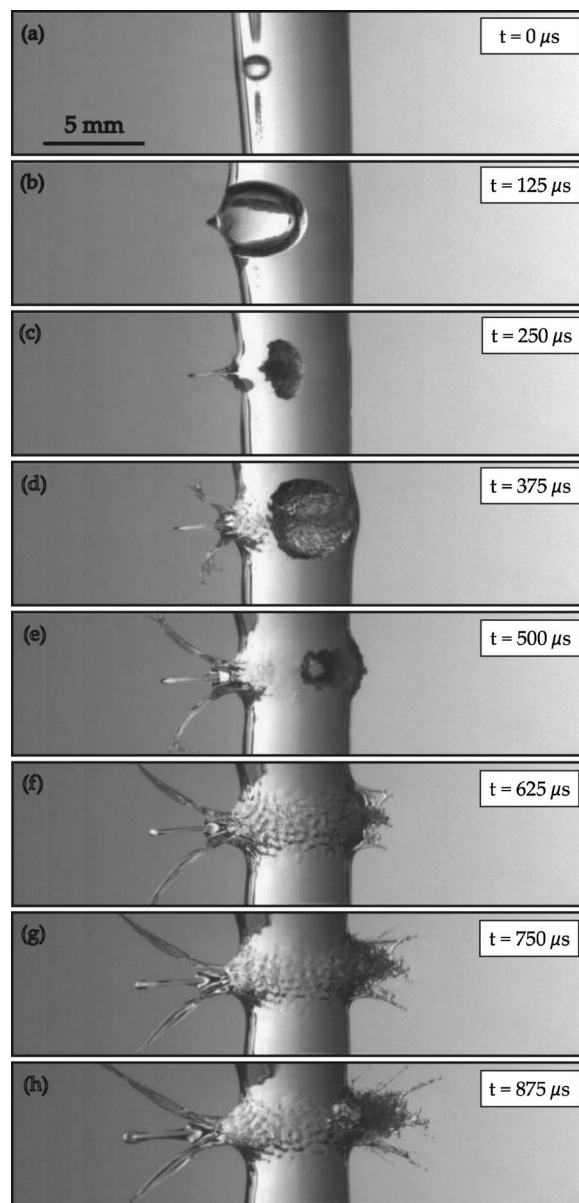 (a)
t = 0 μs
5 mm
(b)
t = 125 μs
(c)
t = 250 μs
(d)
t = 375 μs
(e)
t = 500 μs
(f)
t = 625 μs
(g)
t = 750 μs
(h)
t = 875 μs